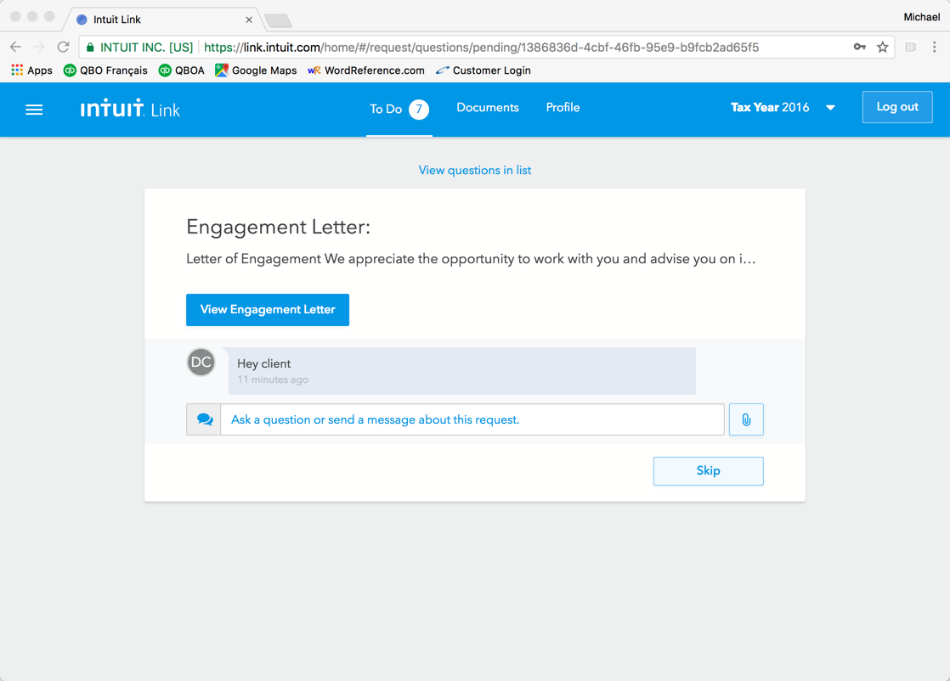 Intuit Link
Michael
INTUIT INC. [US] https://link.intuit.com/home/#/request/questions/pending/1386836d-4cbf-46fb-95e9-b9fcb2ad65f5
Apps QBO Français QBOA Google Maps WordReference.com Customer Login
intuit Link To Do 7 Documents Profile Tax Year 2016 Log out
View questions in list
Engagement Letter:
Letter of Engagement We appreciate the opportunity to work with you and advise you on i...
View Engagement Letter
DC Hey client
11 minutes ago
Ask a question or send a message about this request.
Skip